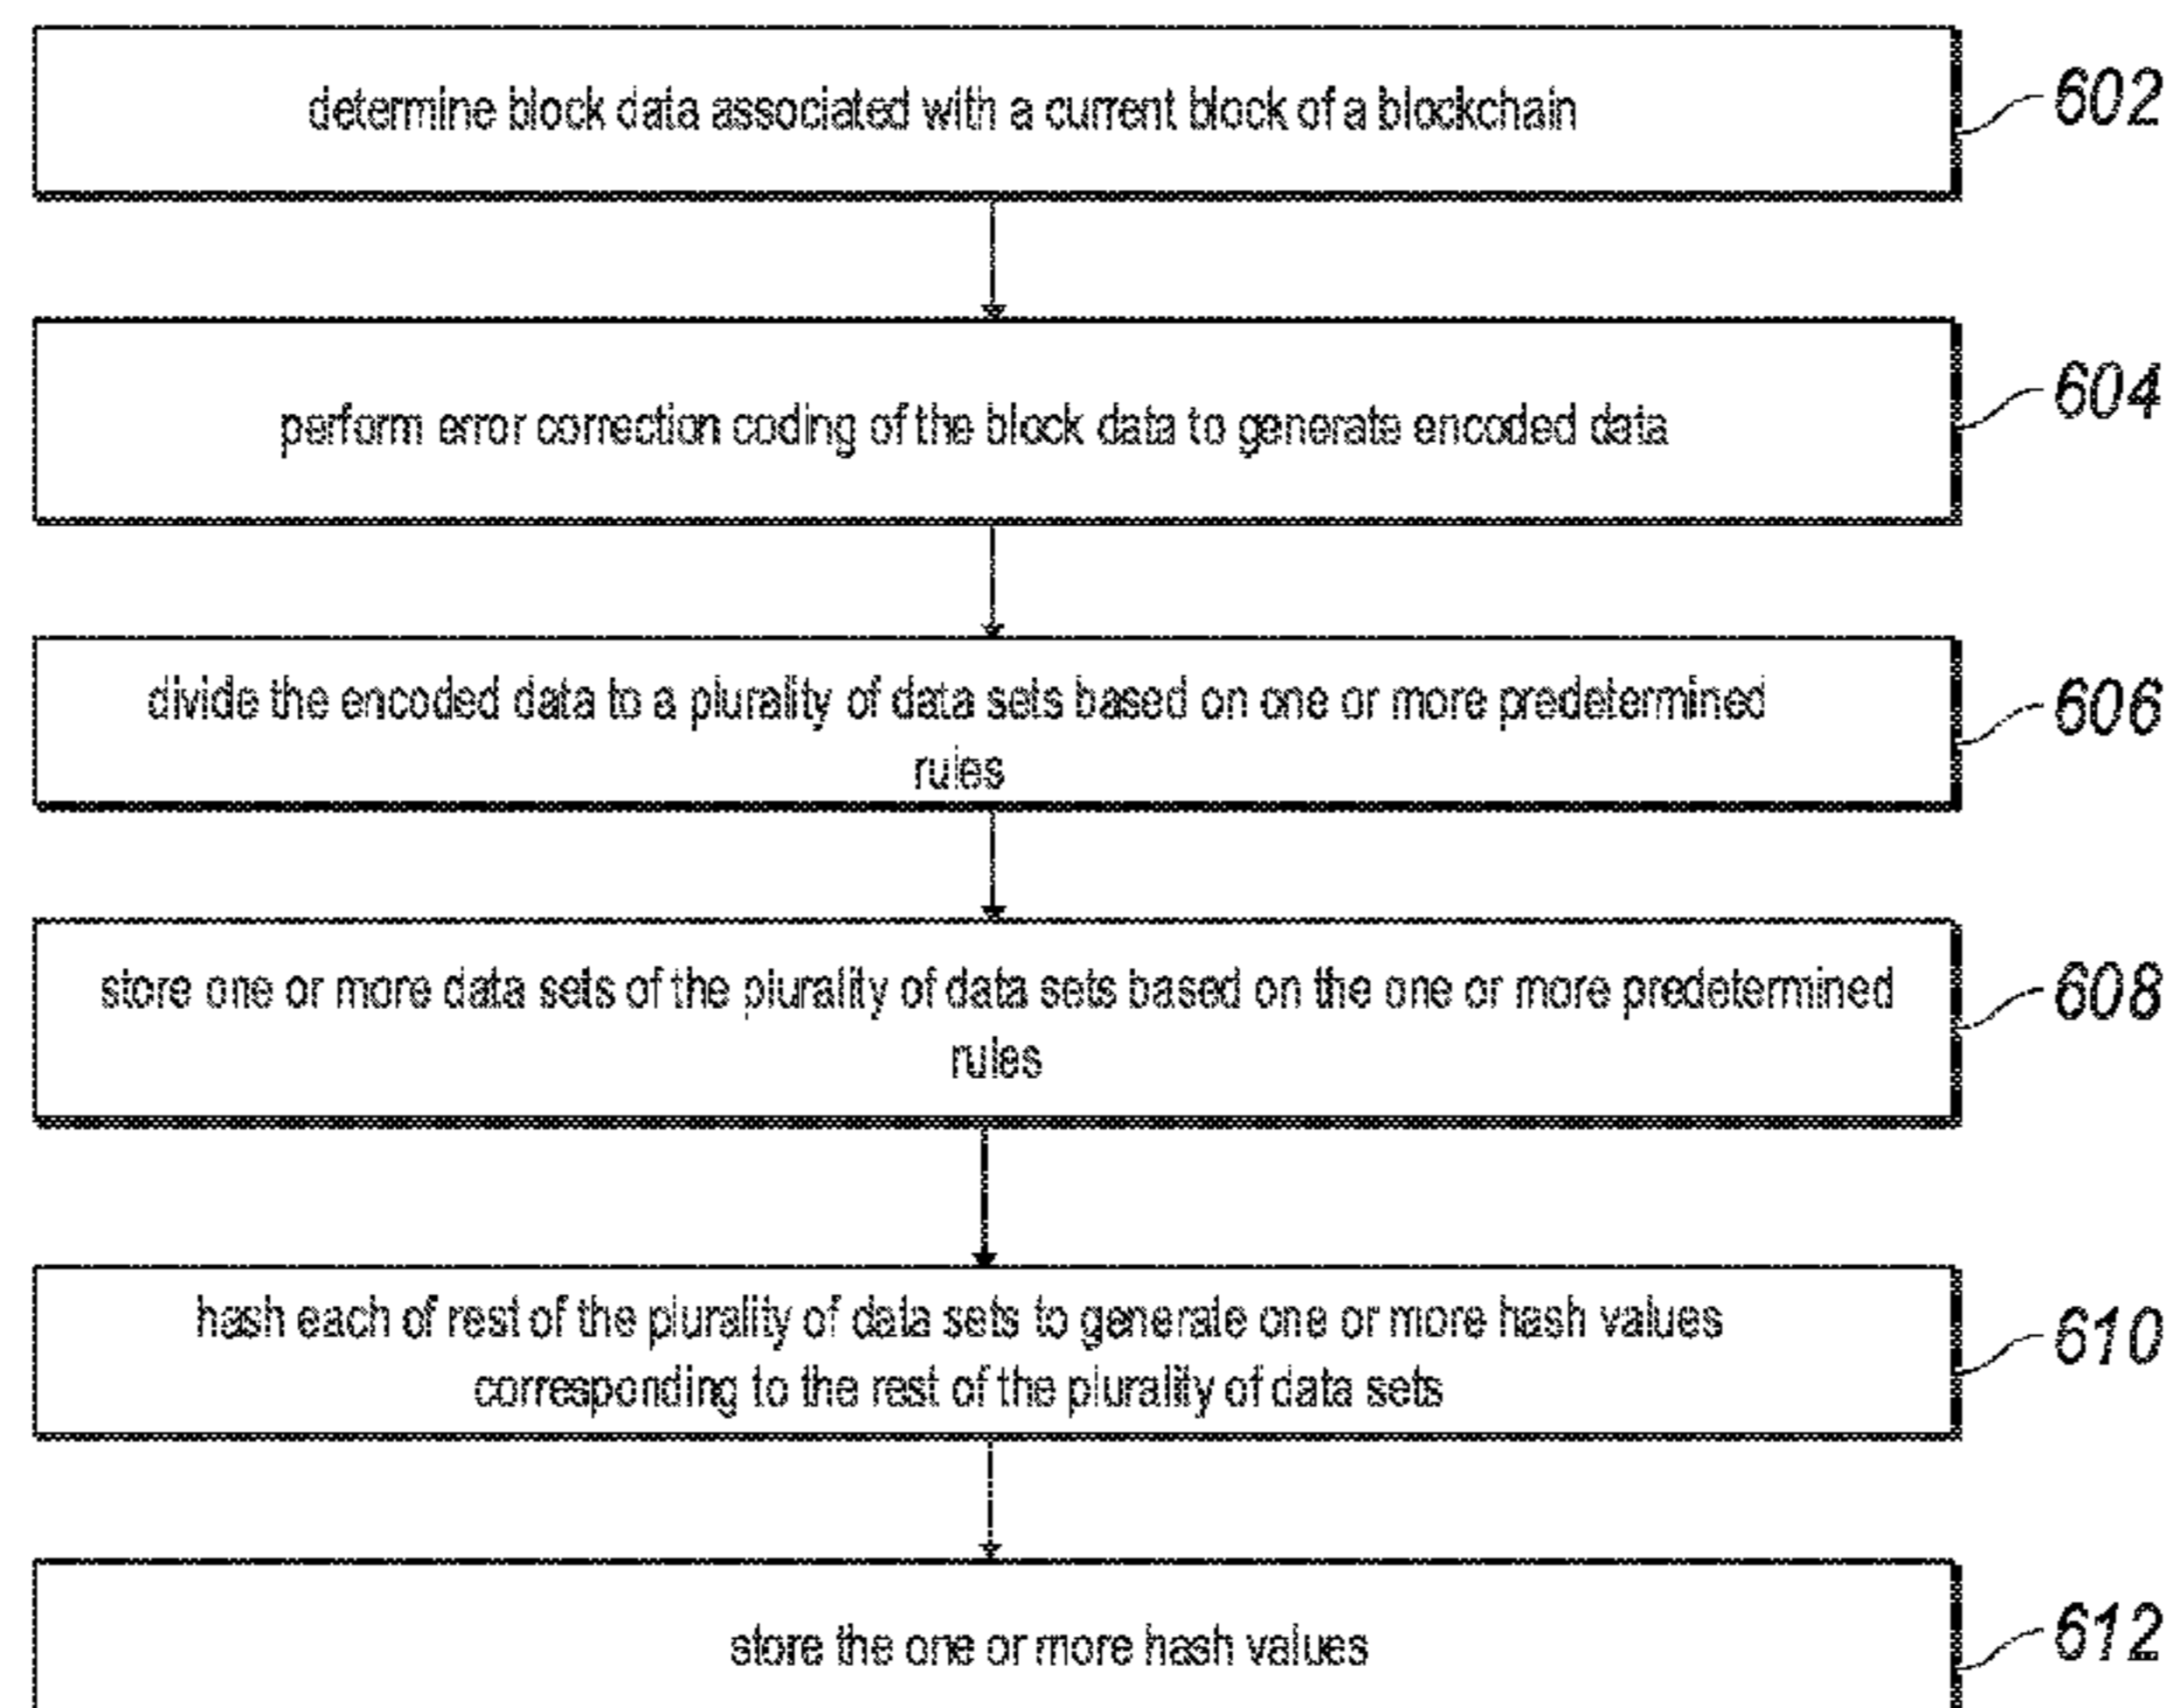 determine block data associated with a current block of a blockchain
602
perform error correction coding of the block data to generate encoded data
604
divide the encoded data to a plurality of data sets based on one or more predetermined
rules
606
store one or more data sets of the plurality of data sets based on the one or more predetermined
rules
608
hash each of rest of the plurality of data sets to generate one or more hash values
corresponding to the rest of the plurality of data sets
610
store the one or more hash values
612